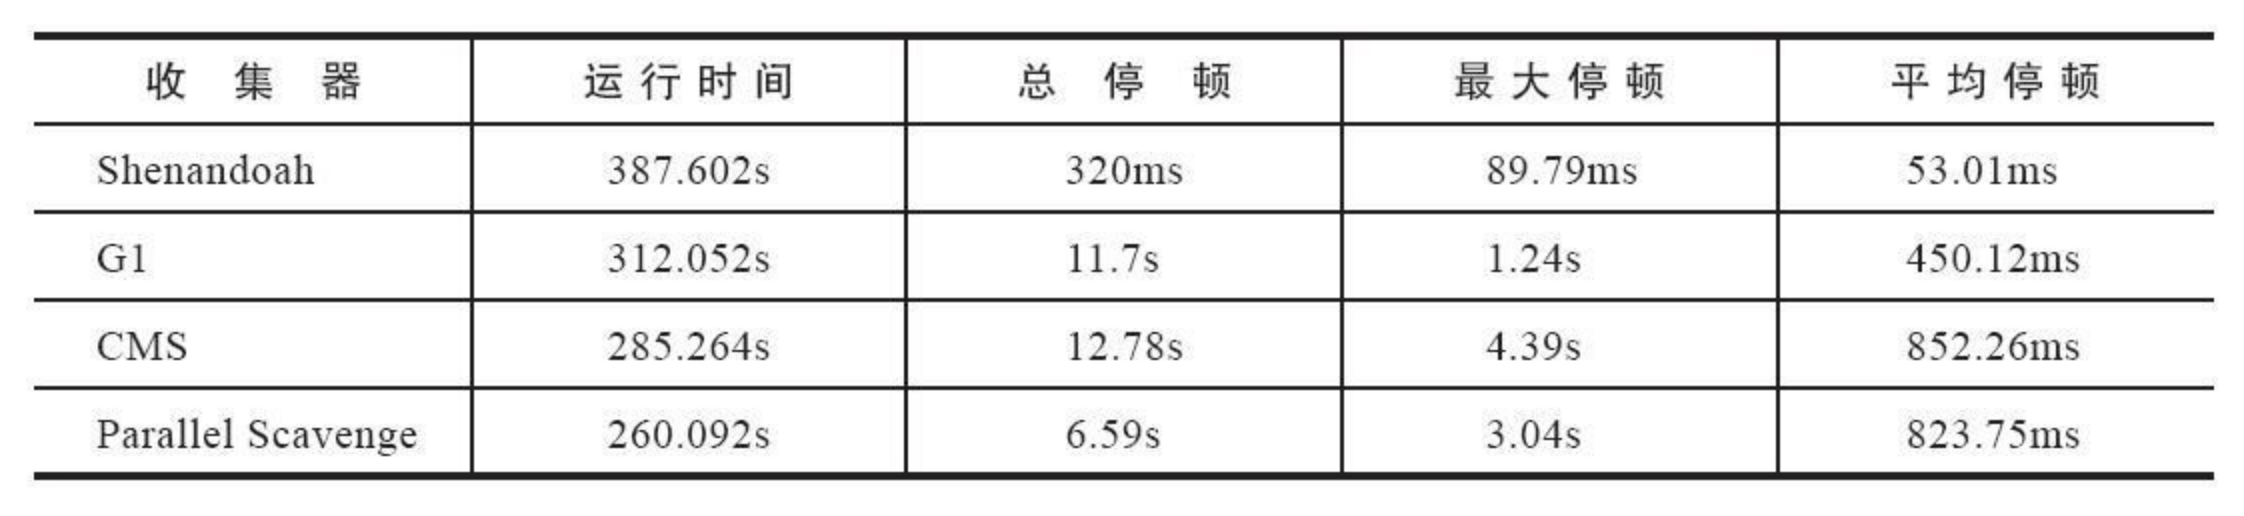 收集器 运行时间 总停顿 最大停顿 平均停顿
Shenandoah 387.602s 320ms 89.79ms 53.01ms
G1 312.052s 11.7s 1.24s 450.12ms
CMS 285.264s 12.78s 4.39s 852.26ms
Parallel Scavenge 260.092s 6.59s 3.04s 823.75ms